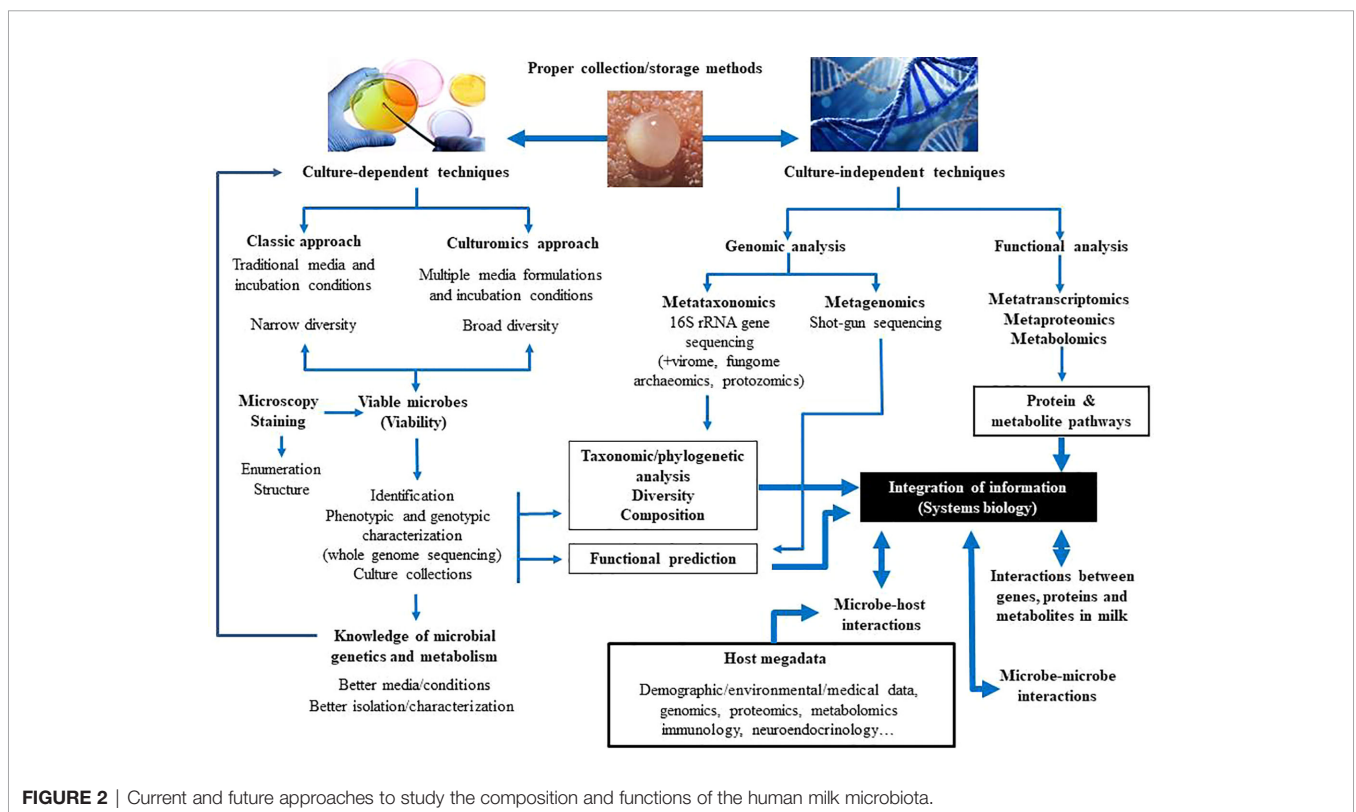 Proper collection/storage methods
Culture-dependent techniques
Culture-independent techniques
Classic approach
Traditional media and
incubation conditions
Narrow diversity
Culturomics approach
Multiple media formulations
and incubation conditions
Broad diversity
Genomic analysis
Functional analysis
Metataxonomics
16S rRNA gene
sequencing
(+virome, fungome
archaeomics, protozomics)
Metagenomics
Shot-gun sequencing
Metatranscriptomics
Metaproteomics
Metabolomics
Microscopy
Staining
Enumeration
Structure
Viable microbes
(Viability)
Identification
Phenotypic and genotypic
characterization
(whole genome sequencing)
Culture collections
Knowledge of microbial
genetics and metabolism
Better media/conditions
Better isolation/characterization
Taxonomic/phylogenetic
analysis
Diversity
Composition
Functional prediction
Protein &
metabolite pathways
Integration of information
(Systems biology)
Microbe-host
interactions
Interactions between
genes, proteins and
metabolites in milk
Microbe-microbe
interactions
Host megadata
Demographic/environmental/medical data,
genomics, proteomics, metabolomics
immunology, neuroendocrinology…
FIGURE 2 | Current and future approaches to study the composition and functions of the human milk microbiota.